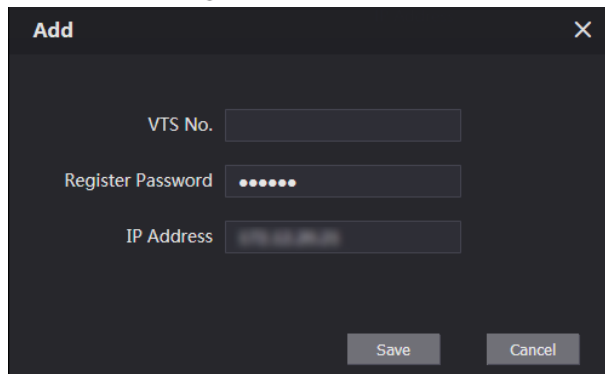 Add
VTS No.
Register Password ●●●●●●
IP Address
Save Cancel